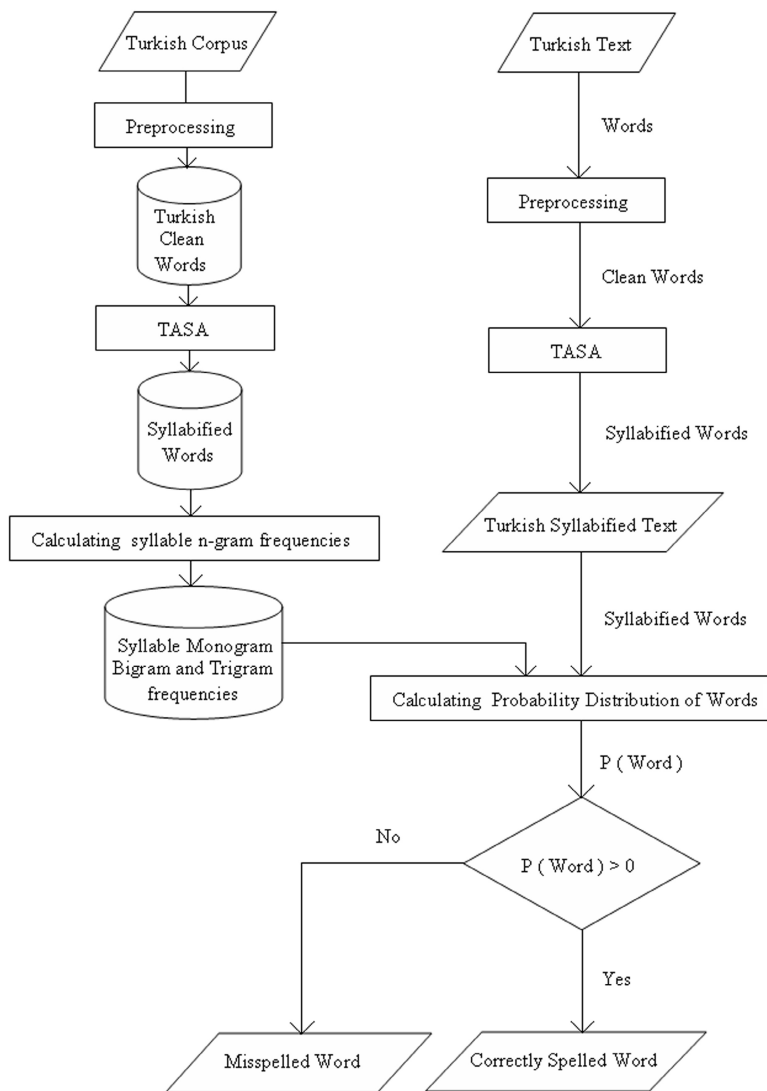 Turkish Corpus
Preprocessing
Turkish
Clean
Words
TASA
Syllabified
Words
Calculating syllable n-gram frequencies
Syllable Monogram
Bigram and Trigram
frequencies
Turkish Text
Words
Preprocessing
Clean Words
TASA
Syllabified Words
Turkish Syllabified Text
Syllabified Words
Calculating Probability Distribution of Words
P ( Word )
P ( Word ) > 0
No
Yes
Misspelled Word
Correctly Spelled Word